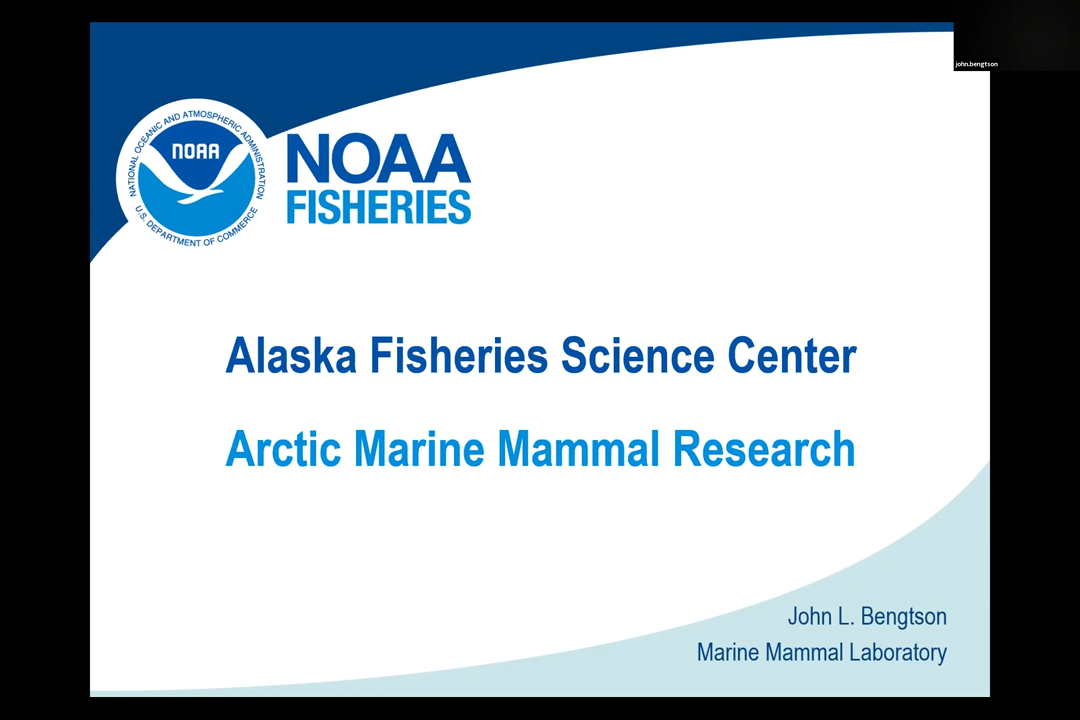 john.bengtson
NATIONAL OCEANIC AND ATMOSPHERIC ADMINISTRATION
NOAA
U.S. DEPARTMENT OF COMMERCE
NOAA
FISHERIES
Alaska Fisheries Science Center
Arctic Marine Mammal Research
John L. Bengtson
Marine Mammal Laboratory